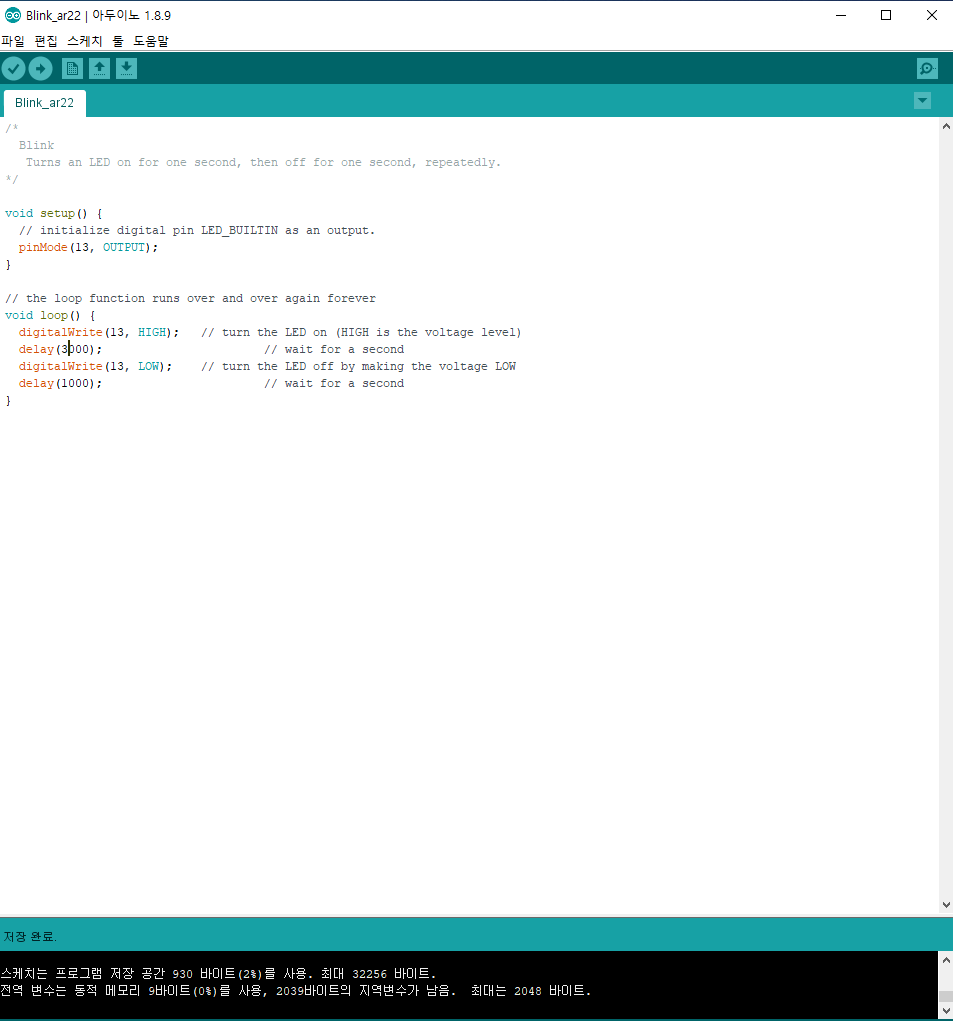 Blink_ar22 | 아두이노 1.8.9
파일 편집 스케치 툴 도움말
Blink_ar22
/*
  Blink
   Turns an LED on for one second, then off for one second, repeatedly.
*/
void setup() {
  // initialize digital pin LED_BUILTIN as an output.
  pinMode(13, OUTPUT);
}
// the loop function runs over and over again forever
void loop() {
  digitalWrite(13, HIGH);   // turn the LED on (HIGH is the voltage level)
  delay(3000);                       // wait for a second
  digitalWrite(13, LOW);    // turn the LED off by making the voltage LOW
  delay(1000);                       // wait for a second
}
저장 완료.
스케치는 프로그램 저장 공간 930 바이트(2%)를 사용. 최대 32256 바이트.
전역 변수는 동적 메모리 9바이트(0%)를 사용, 2039바이트의 지역변수가 남음.  최대는 2048 바이트.